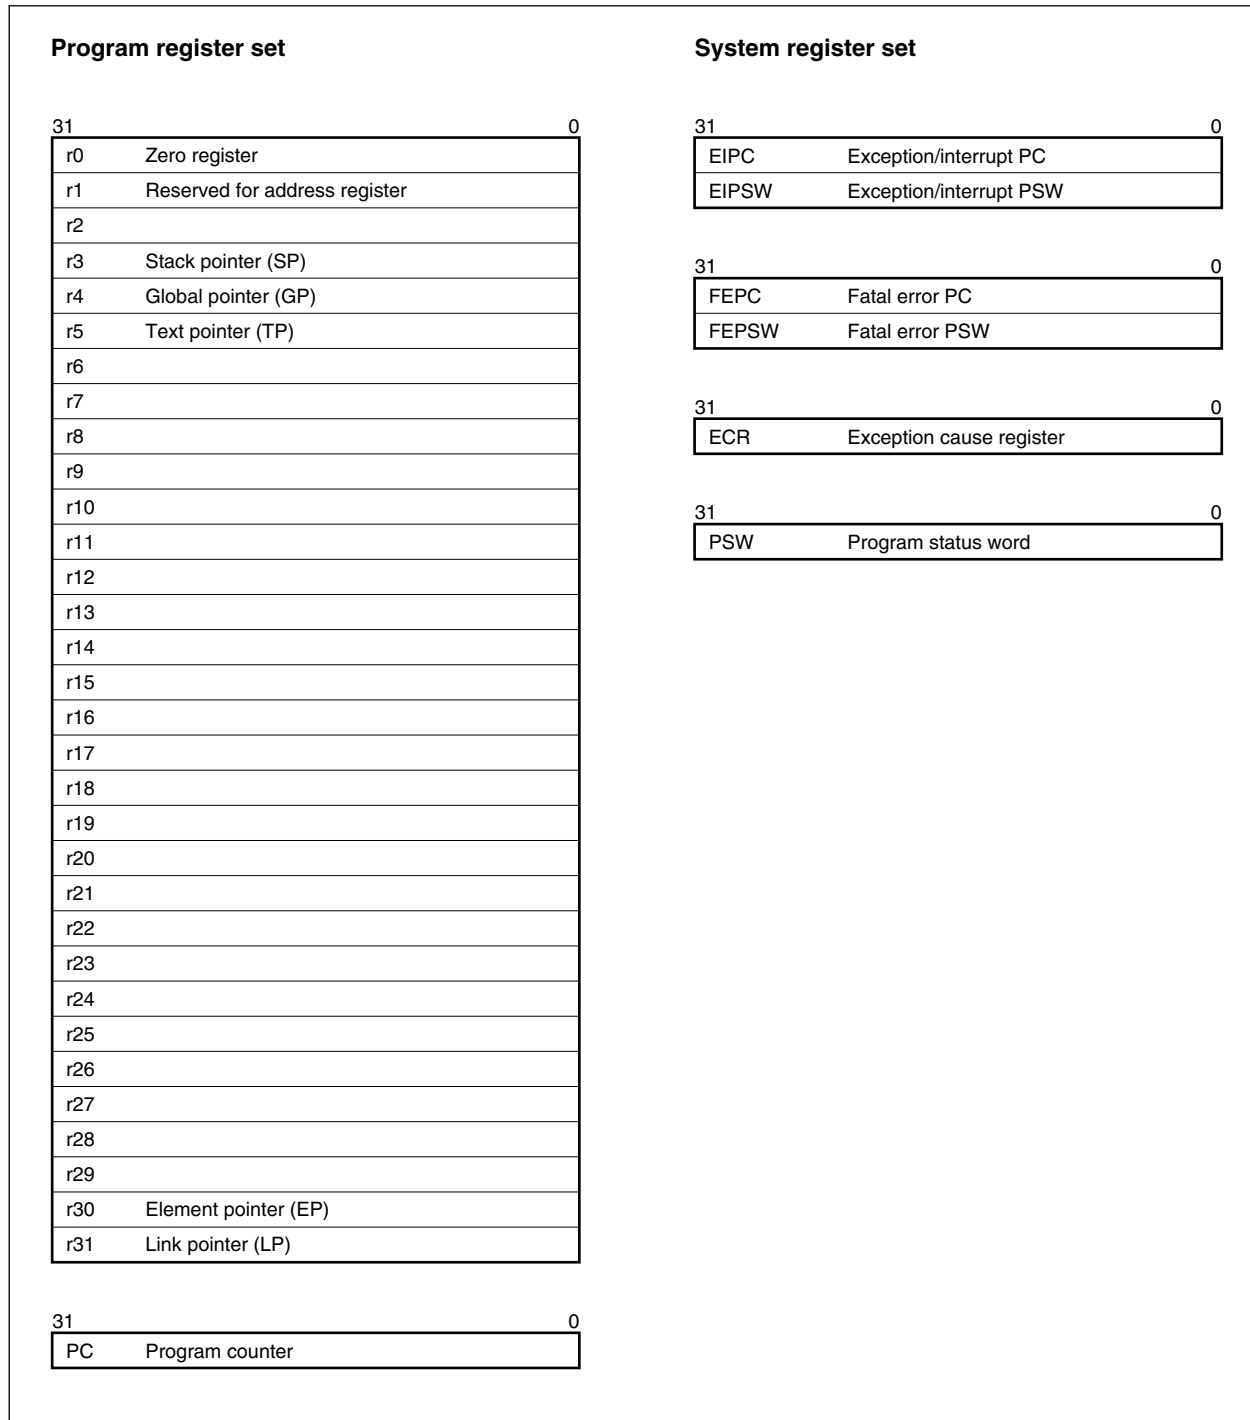 Program register set
31 0
r0 Zero register
r1 Reserved for address register
r2
r3 Stack pointer (SP)
r4 Global pointer (GP)
r5 Text pointer (TP)
r6
r7
r8
r9
r10
r11
r12
r13
r14
r15
r16
r17
r18
r19
r20
r21
r22
r23
r24
r25
r26
r27
r28
r29
r30 Element pointer (EP)
r31 Link pointer (LP)
31 0
PC Program counter
System register set
31 0
EIPC Exception/interrupt PC
EIPSW Exception/interrupt PSW
31 0
FEPC Fatal error PC
FEPSW Fatal error PSW
31 0
ECR Exception cause register
31 0
PSW Program status word